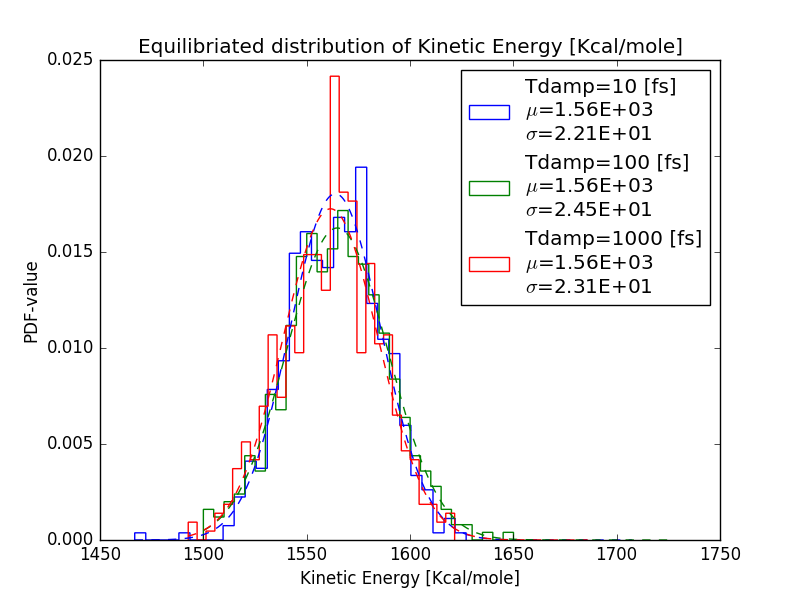 Equilibriated distribution of Kinetic Energy [Kcal/mole]
0.025
0.020
0.015
0.010
0.005
0.000
PDF-value
Tdamp=10 [fs]
μ=1.56E+03
σ=2.21E+01
Tdamp=100 [fs]
μ=1.56E+03
σ=2.45E+01
Tdamp=1000 [fs]
μ=1.56E+03
σ=2.31E+01
1450 1500 1550 1600 1650 1700 1750
Kinetic Energy [Kcal/mole]